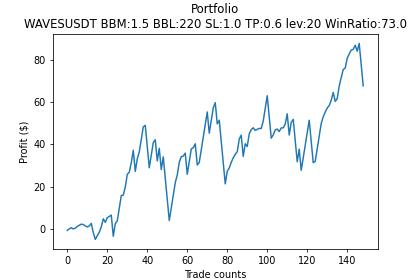 Portfolio
WAVESUSDT BBM:1.5 BBL:220 SL:1.0 TP:0.6 lev:20 WinRatio:73.0
Profit ($)
80
60
40
20
0
0 20 40 60 80 100 120 140
Trade counts